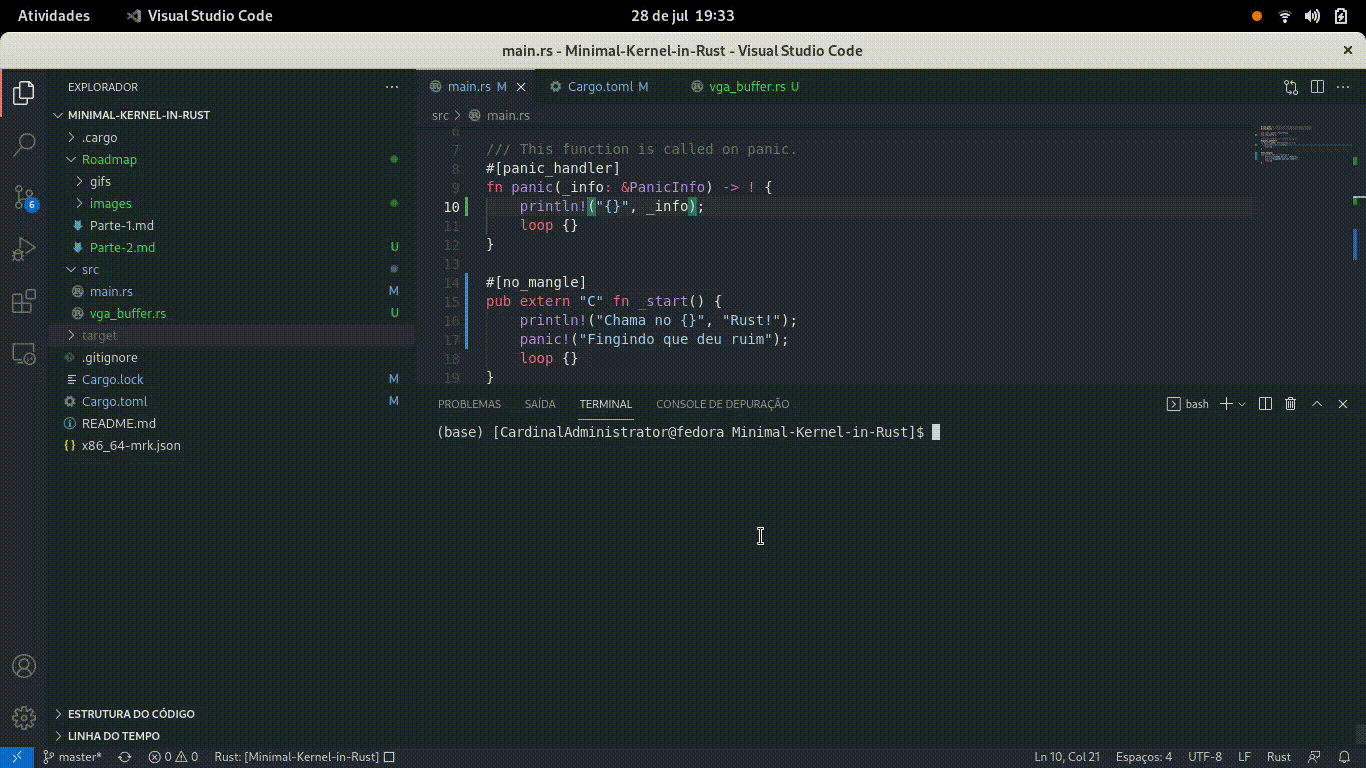 Atividades
Visual Studio Code
28 de jul 19:33
main.rs - Minimal-Kernel-in-Rust - Visual Studio Code
EXPLORADOR
MINIMAL-KERNEL-IN-RUST
.cargo
Roadmap
gifs
images
Parte-1.md
Parte-2.md U
src
main.rs M
vga_buffer.rs U
target
.gitignore
Cargo.lock M
Cargo.toml M
README.md
x86_64-mrk.json
6
ESTRUTURA DO CÓDIGO
LINHA DO TEMPO
main.rs M
Cargo.toml M
vga_buffer.rs U
src > main.rs
6
7 /// This function is called on panic.
8 #[panic_handler]
9 fn panic(_info: &PanicInfo) -> ! {
10 println!("{}", _info);
11 loop {}
12 }
13
14 #[no_mangle]
15 pub extern "C" fn _start() {
16 println!("Chama no {}", "Rust!");
17 panic!("Fingindo que deu ruim");
18 loop {}
19 }
PROBLEMAS
SAÍDA
TERMINAL
CONSOLE DE DEPURAÇÃO
bash
(base) [CardinalAdministrator@fedora Minimal-Kernel-in-Rust]$
master*
0
0
Rust: [Minimal-Kernel-in-Rust]
Ln 10, Col 21
Espaços: 4
UTF-8
LF
Rust